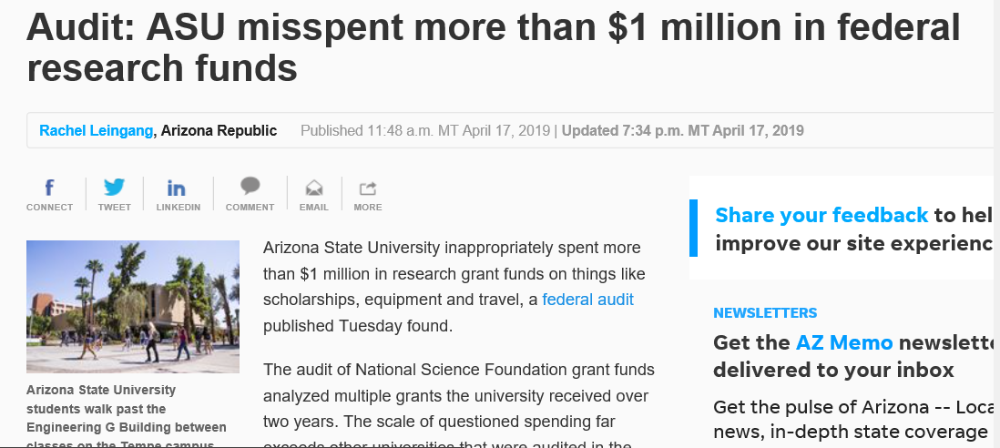 Audit: ASU misspent more than $1 million in federal
research funds
Rachel Leingang, Arizona Republic Published 11:48 a.m. MT April 17, 2019 | Updated 7:34 p.m. MT April 17, 2019
f
in
CONNECT TWEET LINKEDIN COMMENT EMAIL MORE
Arizona State University
students walk past the
Engineering G Building between
classes on the Tempe campus
Arizona State University inappropriately spent more
than $1 million in research grant funds on things like
scholarships, equipment and travel, a federal audit
published Tuesday found.
The audit of National Science Foundation grant funds
analyzed multiple grants the university received over
two years. The scale of questioned spending far
exceeds other universities that were audited in the
Share your feedback to hel
improve our site experienc
NEWSLETTERS
Get the AZ Memo newslett
delivered to your inbox
Get the pulse of Arizona -- Loca
news, in-depth state coverage